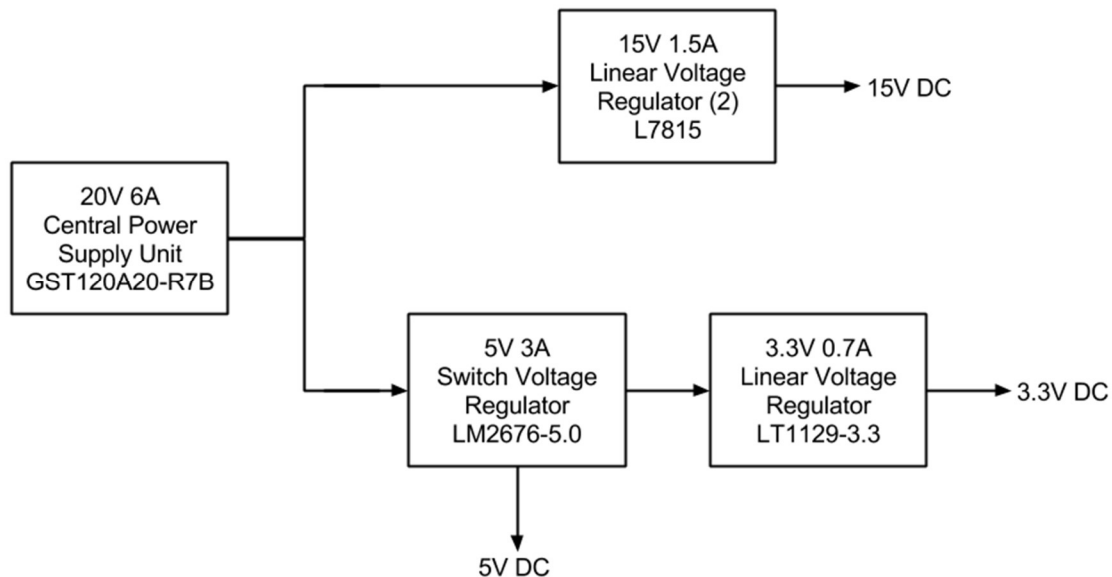 15V 1.5A
Linear Voltage
Regulator (2)
L7815
15V DC
20V 6A
Central Power
Supply Unit
GST120A20-R7B
5V 3A
Switch Voltage
Regulator
LM2676-5.0
3.3V 0.7A
Linear Voltage
Regulator
LT1129-3.3
3.3V DC
5V DC